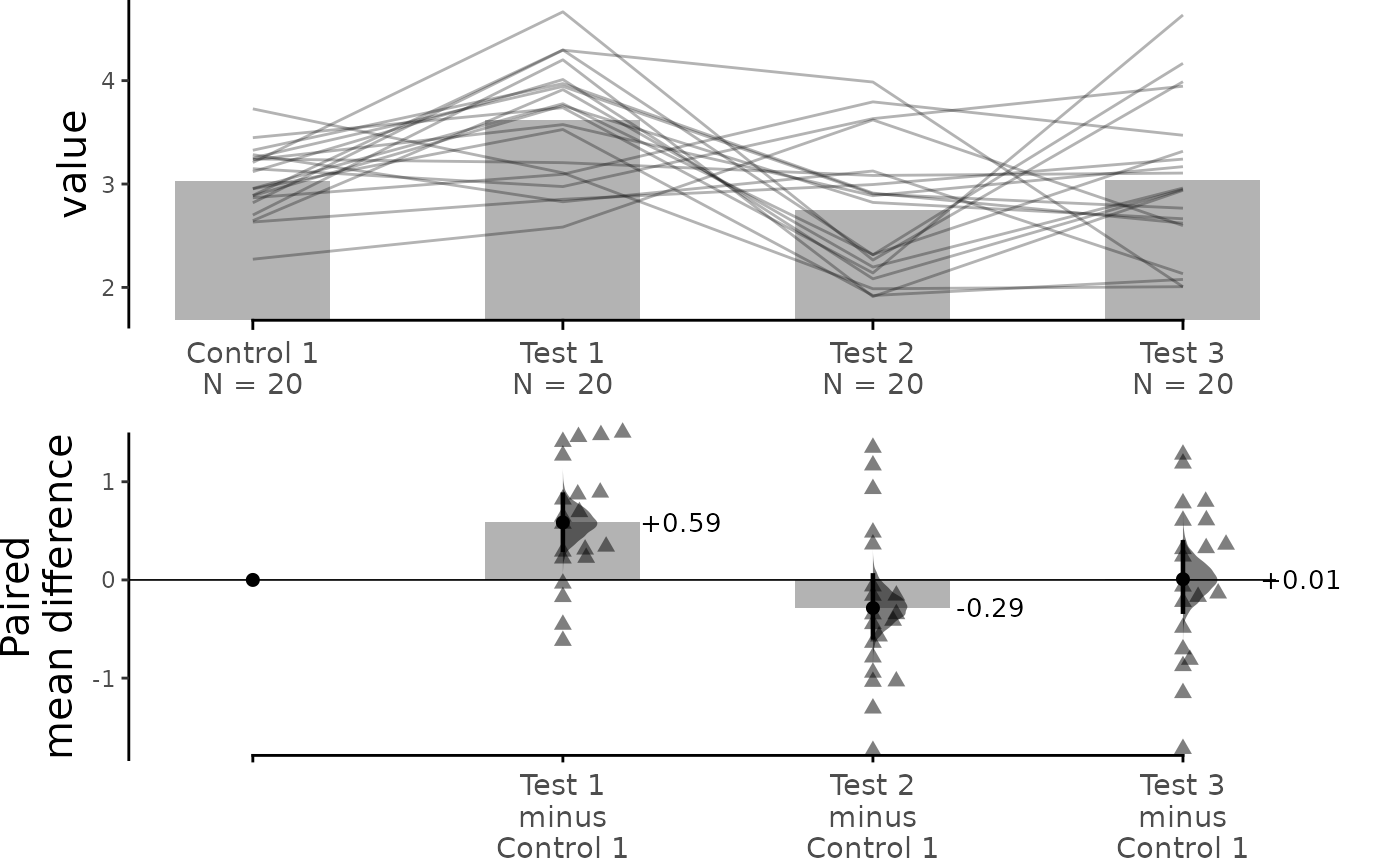 value
4
3
2
Control 1
N = 20
Test 1
N = 20
Test 2
N = 20
Test 3
N = 20
Paired
mean difference
1
0
-1
+0.59
-0.29
+0.01
Test 1
minus
Control 1
Test 2
minus
Control 1
Test 3
minus
Control 1